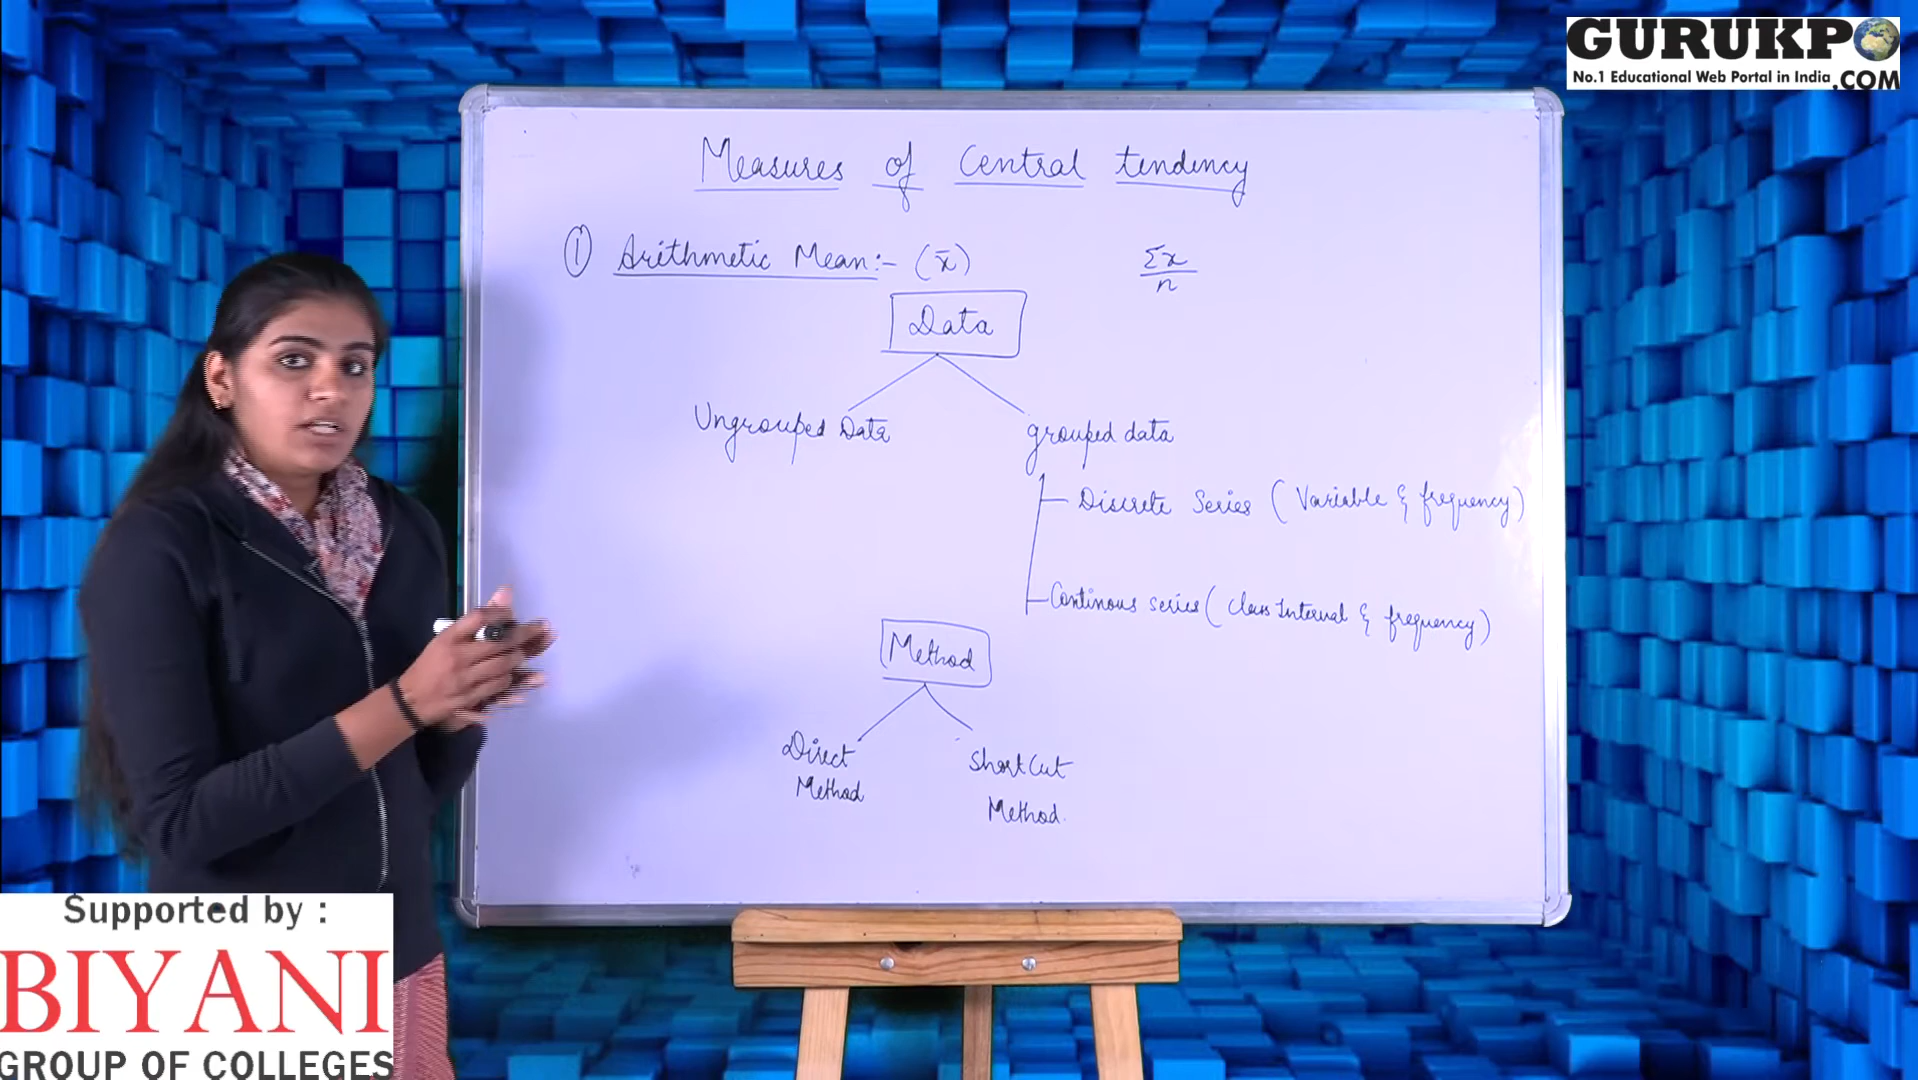 GURUKPO
No.1 Educational Web Portal in India .COM
Measures of Central tendency
① Arithmetic Mean:- (x̄) Σx/n
Data
Ungrouped Data grouped data
Discrete Series (Variable & frequency)
Continous series (Class Interval & frequency)
Method
Direct Method
Shortcut Method.
Supported by :
BIYANI
GROUP OF COLLEGES